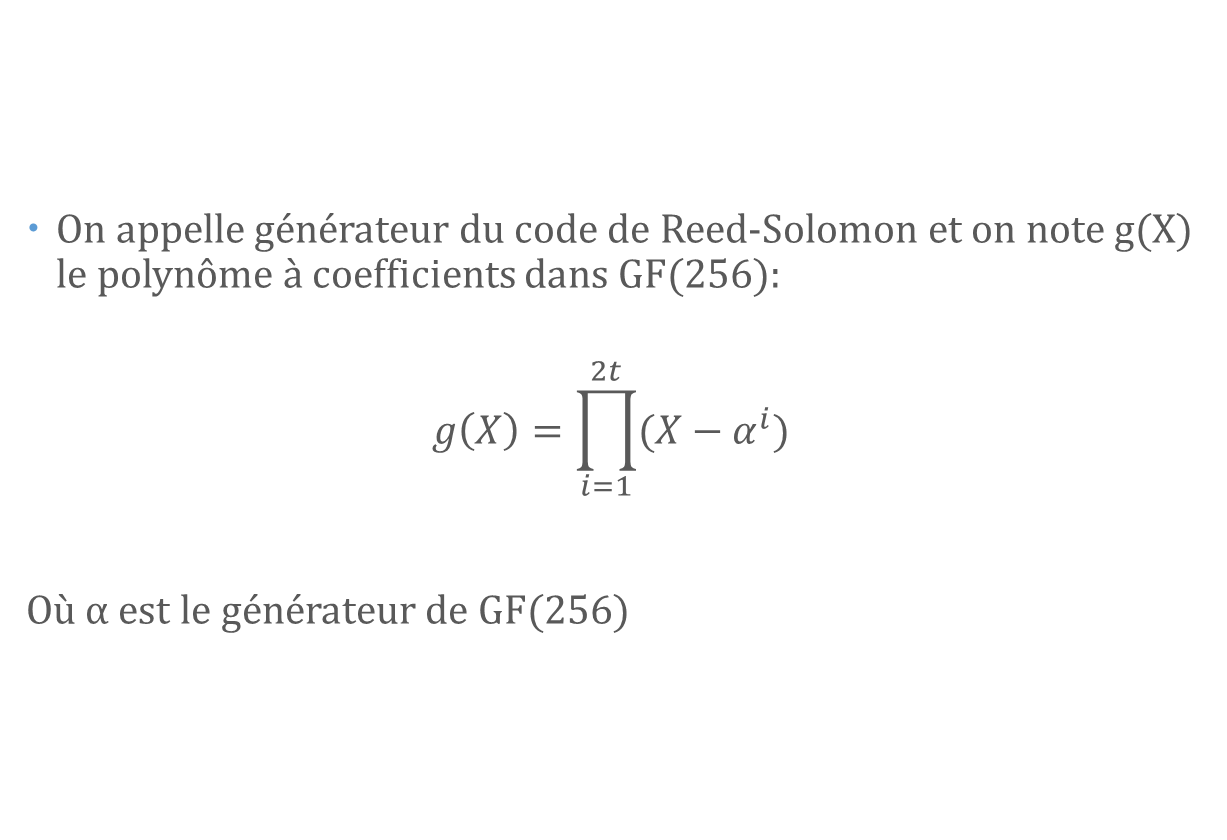 • On appelle générateur du code de Reed-Solomon et on note g(X)
le polynôme à coefficients dans GF(256):
2t
g(X) = ∏(X − αⁱ)
i=1
Où α est le générateur de GF(256)